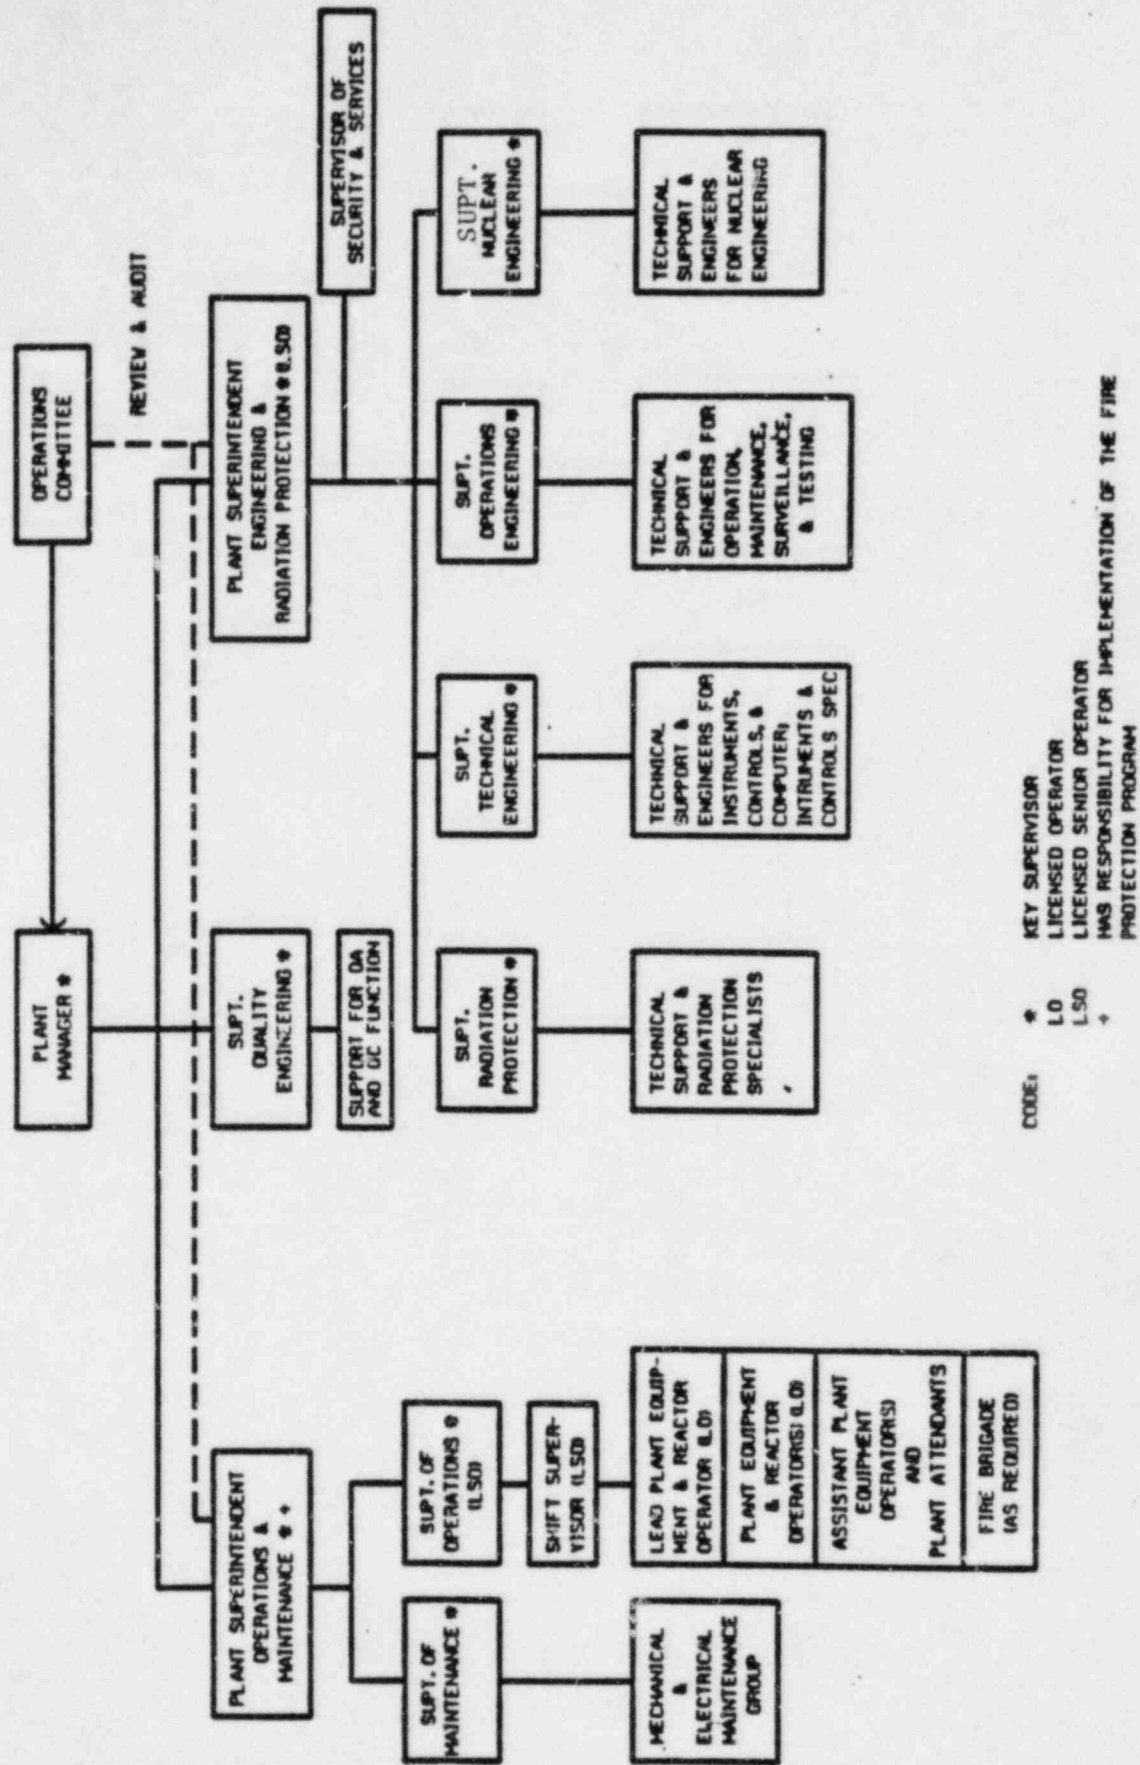 PLANT
MANAGER *
OPERATIONS
COMMITTEE
REVIEW & AUDIT
PLANT SUPERINTENDENT
OPERATIONS &
MAINTENANCE * +
SUPT.
QUALITY
ENGINEERING *
PLANT SUPERINTENDENT
ENGINEERING &
RADIATION PROTECTION * (LSO)
SUPPORT FOR QA
AND QC FUNCTION
SUPERVISOR OF
SECURITY & SERVICES
SUPT. OF
MAINTENANCE *
SUPT. OF
OPERATIONS *
(LSO)
SUPT.
RADIATION
PROTECTION *
SUPT.
TECHNICAL
ENGINEERING *
SUPT.
OPERATIONS
ENGINEERING *
SUPT.
NUCLEAR
ENGINEERING *
SHIFT SUPER-
VISOR (LSO)
MECHANICAL
&
ELECTRICAL
MAINTENANCE
GROUP
LEAD PLANT EQUIP-
MENT & REACTOR
OPERATOR (LO)
PLANT EQUIPMENT
& REACTOR
OPERATOR(S) (LO)
ASSISTANT PLANT
EQUIPMENT
OPERATOR(S)
AND
PLANT ATTENDANTS
FIRE BRIGADE
(AS REQUIRED)
TECHNICAL
SUPPORT &
RADIATION
PROTECTION
SPECIALISTS
TECHNICAL
SUPPORT &
ENGINEERS FOR
INSTRUMENTS,
CONTROLS, &
COMPUTER;
INTRUMENTS &
CONTROLS SPEC
TECHNICAL
SUPPORT &
ENGINEERS FOR
OPERATION,
MAINTENANCE,
SURVEILLANCE,
& TESTING
TECHNICAL
SUPPORT &
ENGINEERS
FOR NUCLEAR
ENGINEERING
CODE: * KEY SUPERVISOR
LO LICENSED OPERATOR
LSO LICENSED SENIOR OPERATOR
+ HAS RESPONSIBILITY FOR IMPLEMENTATION OF THE FIRE
PROTECTION PROGRAM